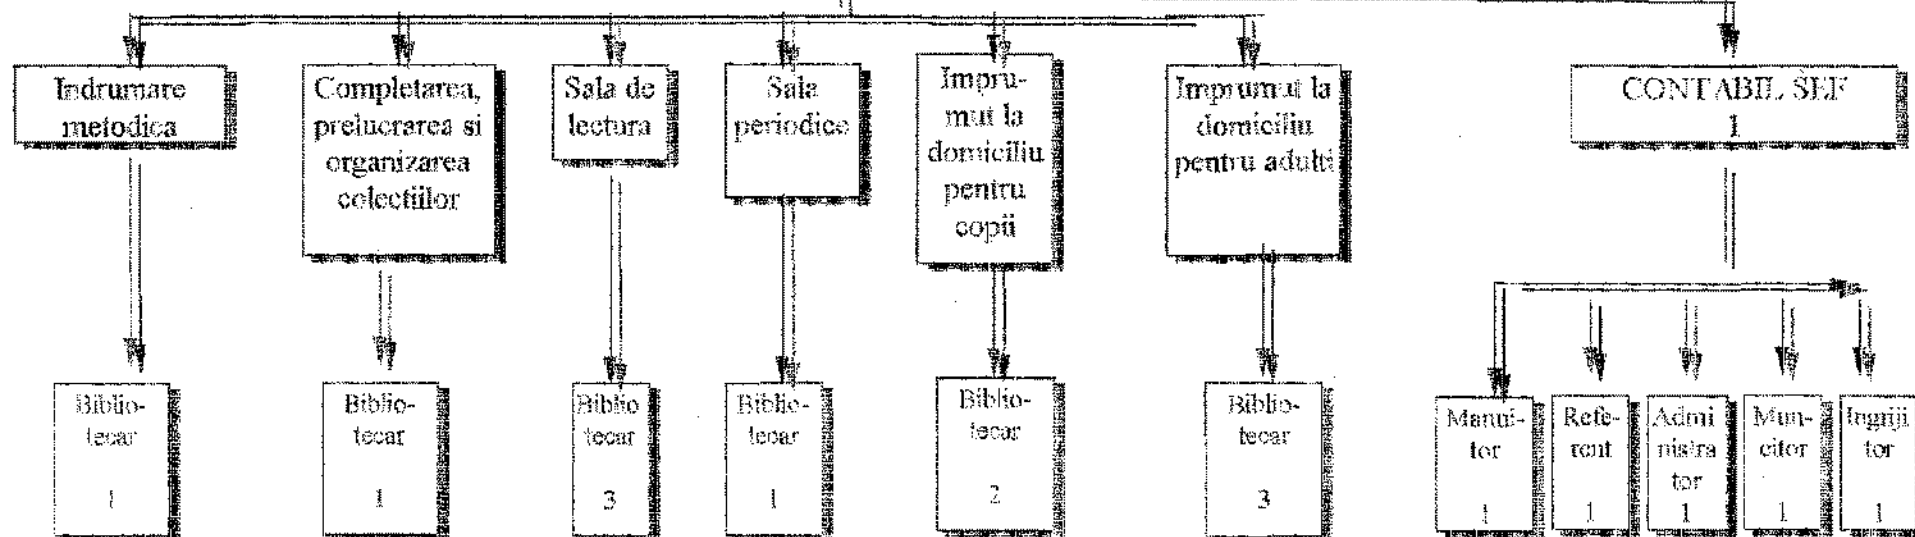 Indrumare
metodica
Completarea,
prelucrarea si
organizarea
colectiilor
Sala de
lectura
Sala
periodice
Impru-
mut la
domiciliu
pentru
copii
Imprumut la
domiciliu
pentru adulti
CONTABIL ŞEF
1
Biblio-
tecar
1
Biblio-
tecar
1
Biblio
tecar
3
Biblio-
tecar
1
Biblio-
tecar
2
Biblio-
tecar
3
Manui-
tor
1
Refe-
rent
1
Admi
nistra
tor
1
Mun-
citor
1
Ingriji
tor
1